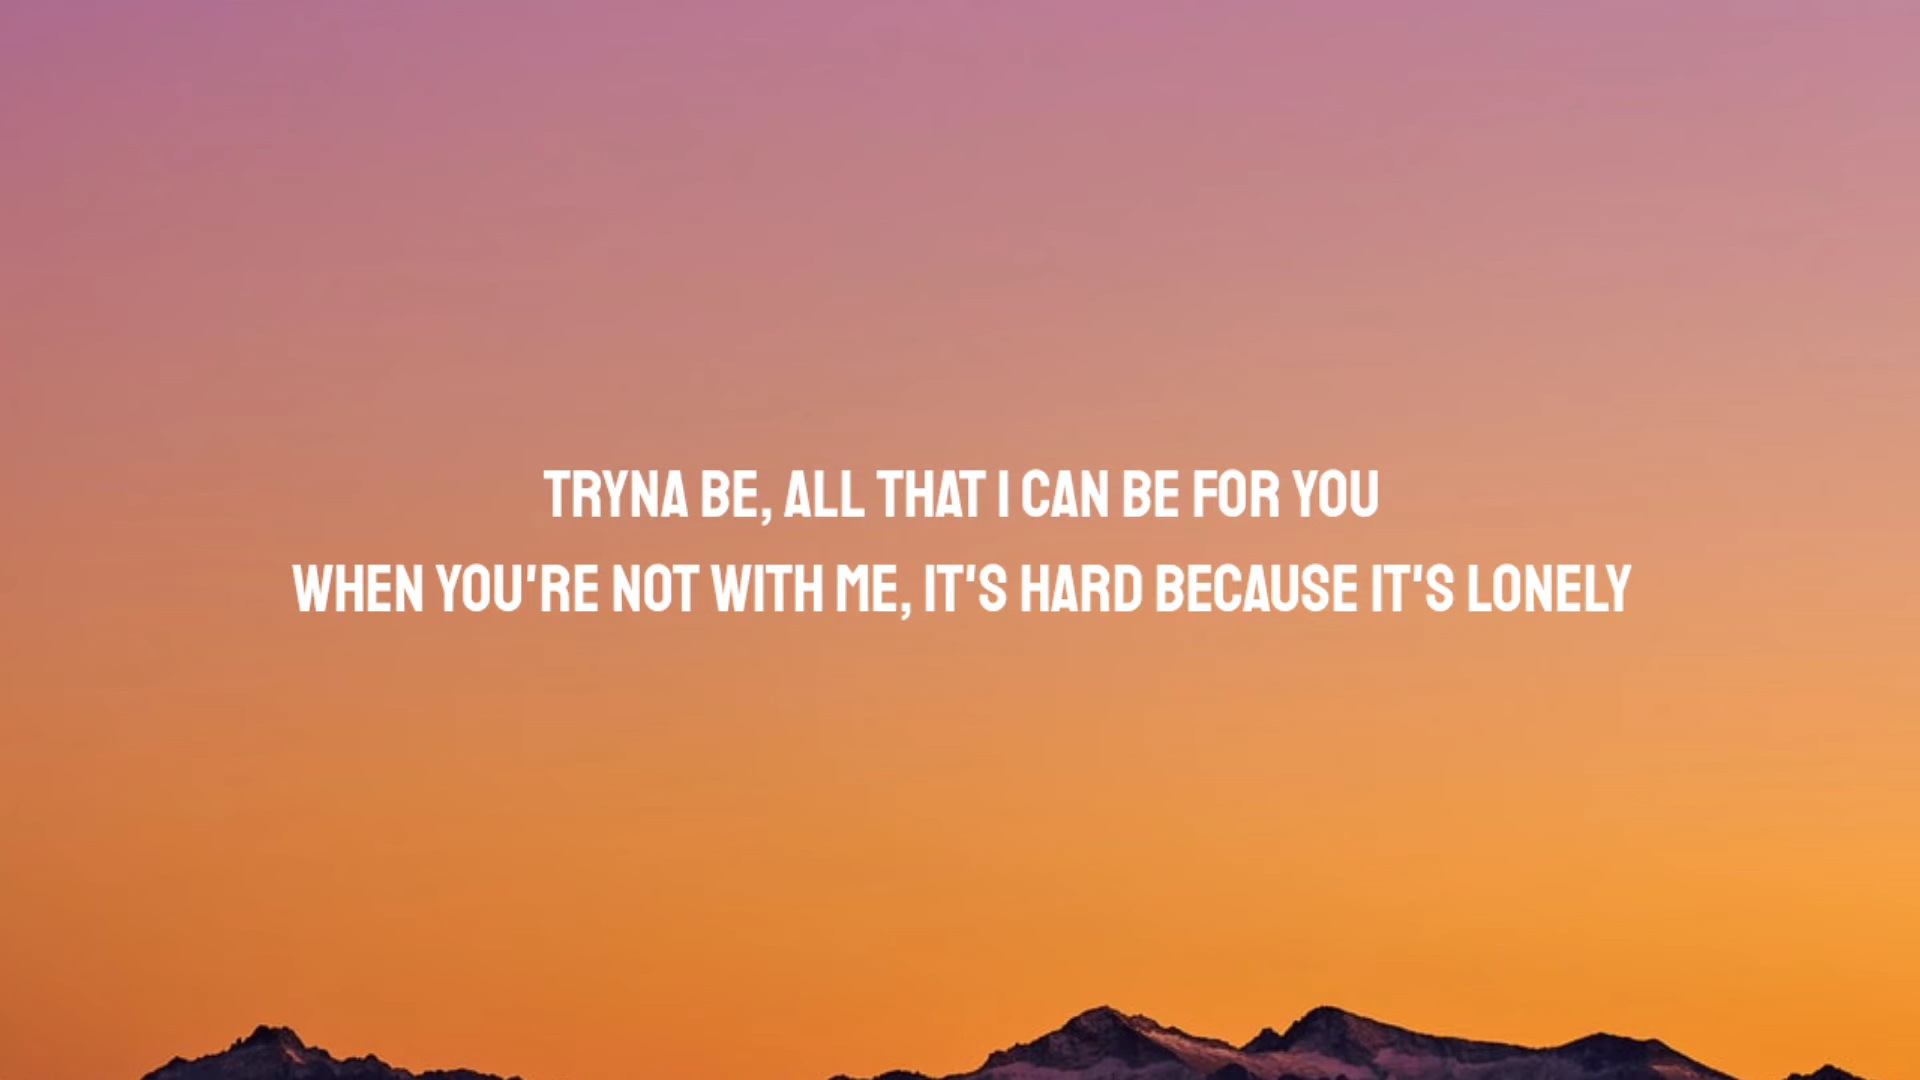 TRYNA BE, ALL THAT I CAN BE FOR YOU
WHEN YOU'RE NOT WITH ME, IT'S HARD BECAUSE IT'S LONELY